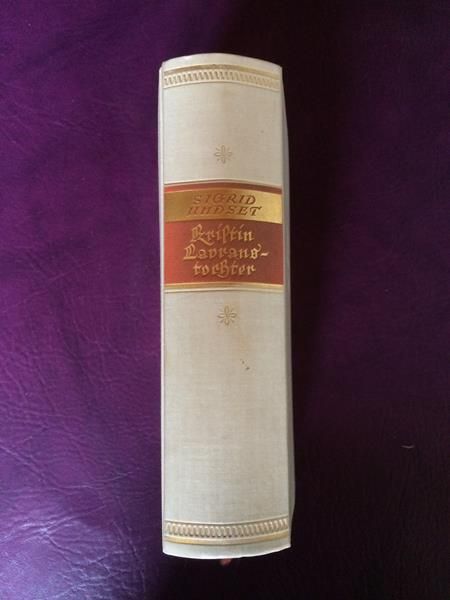 SIGRID
UNDSET
Kristin
Lavrans-
tochter